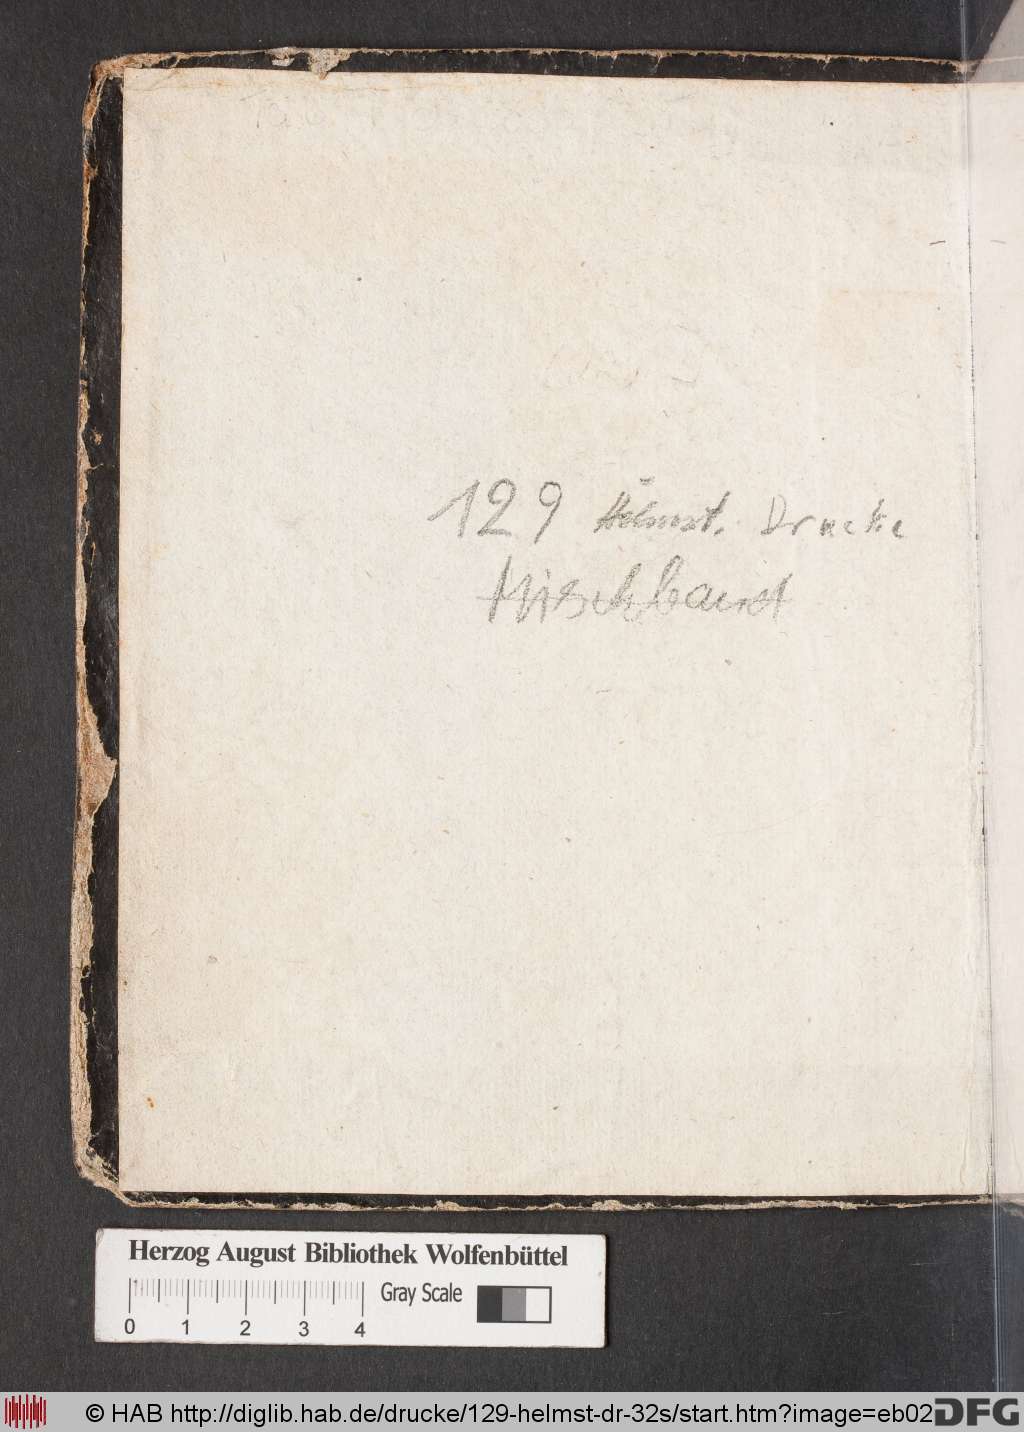 129 Helmst. Drucke
Mischband
Herzog August Bibliothek Wolfenbüttel
Gray Scale
0 1 2 3 4
© HAB http://diglib.hab.de/drucke/129-helmst-dr-32s/start.htm?image=eb02
DFG